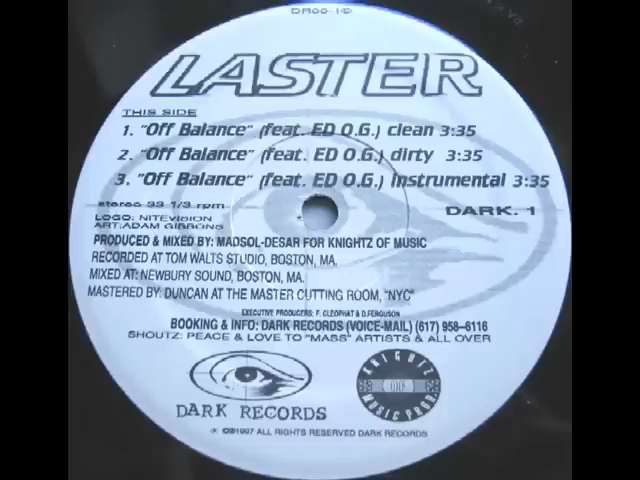 LASTER
THIS SIDE
1. "Off Balance" (feat. ED O.G.) clean 3:35
2. "Off Balance" (feat. ED O.G.) dirty 3:35
3. "Off Balance" (feat. ED O.G.) Instrumental 3:35
stereo 33 1/3 rpm
DARK. 1
LOGO: NITEVISION
ART:ADAM GIBBONS
PRODUCED & MIXED BY: MADSOL-DESAR FOR KNIGHTZ OF MUSIC
RECORDED AT TOM WALTS STUDIO, BOSTON, MA.
MIXED AT: NEWBURY SOUND, BOSTON, MA.
MASTERED BY: DUNCAN AT THE MASTER CUTTING ROOM, "NYC"
EXECUTIVE PRODUCERS: F. CLEOPHAT & D.FERGUSON
BOOKING & INFO: DARK RECORDS (VOICE-MAIL) (617) 958-6116
SHOUTZ: PEACE & LOVE TO "MASS" ARTISTS & ALL OVER
KNIGHTZ
MUSIC PROD.
DARK RECORDS
℗ ©1997 ALL RIGHTS RESERVED DARK RECORDS